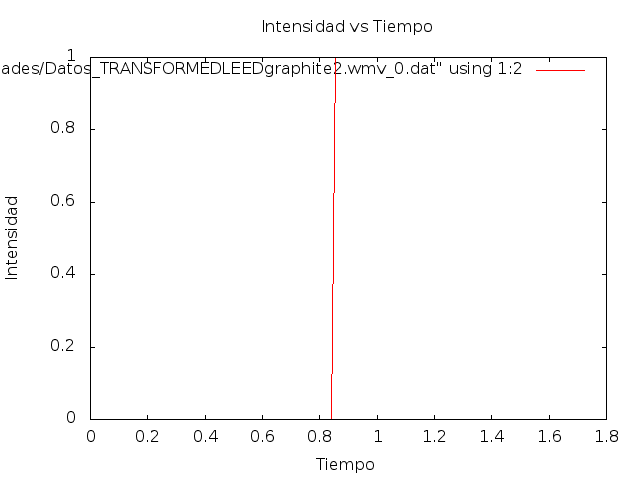 Intensidad vs Tiempo
ades/Datos_TRANSFORMEDLEEDgraphite2.wmv_0.dat" using 1:2
1
0.8
0.6
0.4
0.2
0
Intensidad
0 0.2 0.4 0.6 0.8 1 1.2 1.4 1.6 1.8
Tiempo